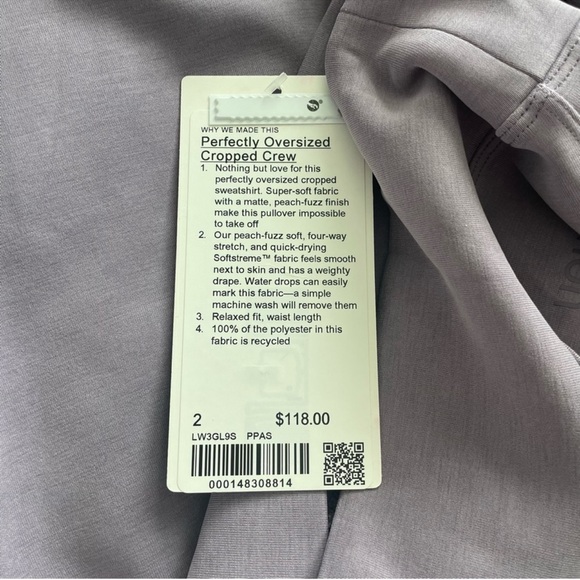 WHY WE MADE THIS
Perfectly Oversized
Cropped Crew
1. Nothing but love for this
perfectly oversized cropped
sweatshirt. Super-soft fabric
with a matte, peach-fuzz finish
make this pullover impossible
to take off
2. Our peach-fuzz soft, four-way
stretch, and quick-drying
Softstreme™ fabric feels smooth
next to skin and has a weighty
drape. Water drops can easily
mark this fabric—a simple
machine wash will remove them
3. Relaxed fit, waist length
4. 100% of the polyester in this
fabric is recycled
2 $118.00
LW3GL9S PPAS
000148308814